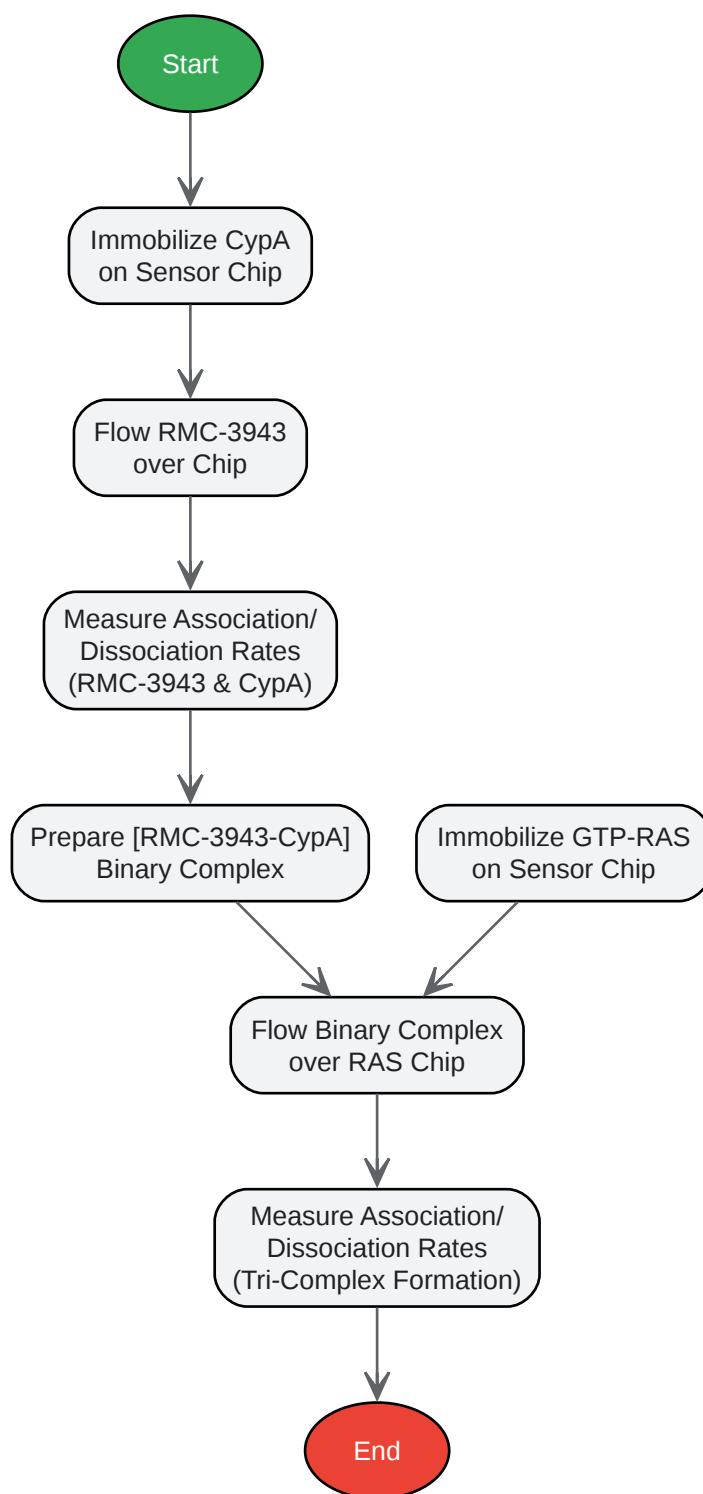 Start
Immobilize CypA
on Sensor Chip
Flow RMC-3943
over Chip
Measure Association/
Dissociation Rates
(RMC-3943 & CypA)
Prepare [RMC-3943-CypA]
Binary Complex
Immobilize GTP-RAS
on Sensor Chip
Flow Binary Complex
over RAS Chip
Measure Association/
Dissociation Rates
(Tri-Complex Formation)
End